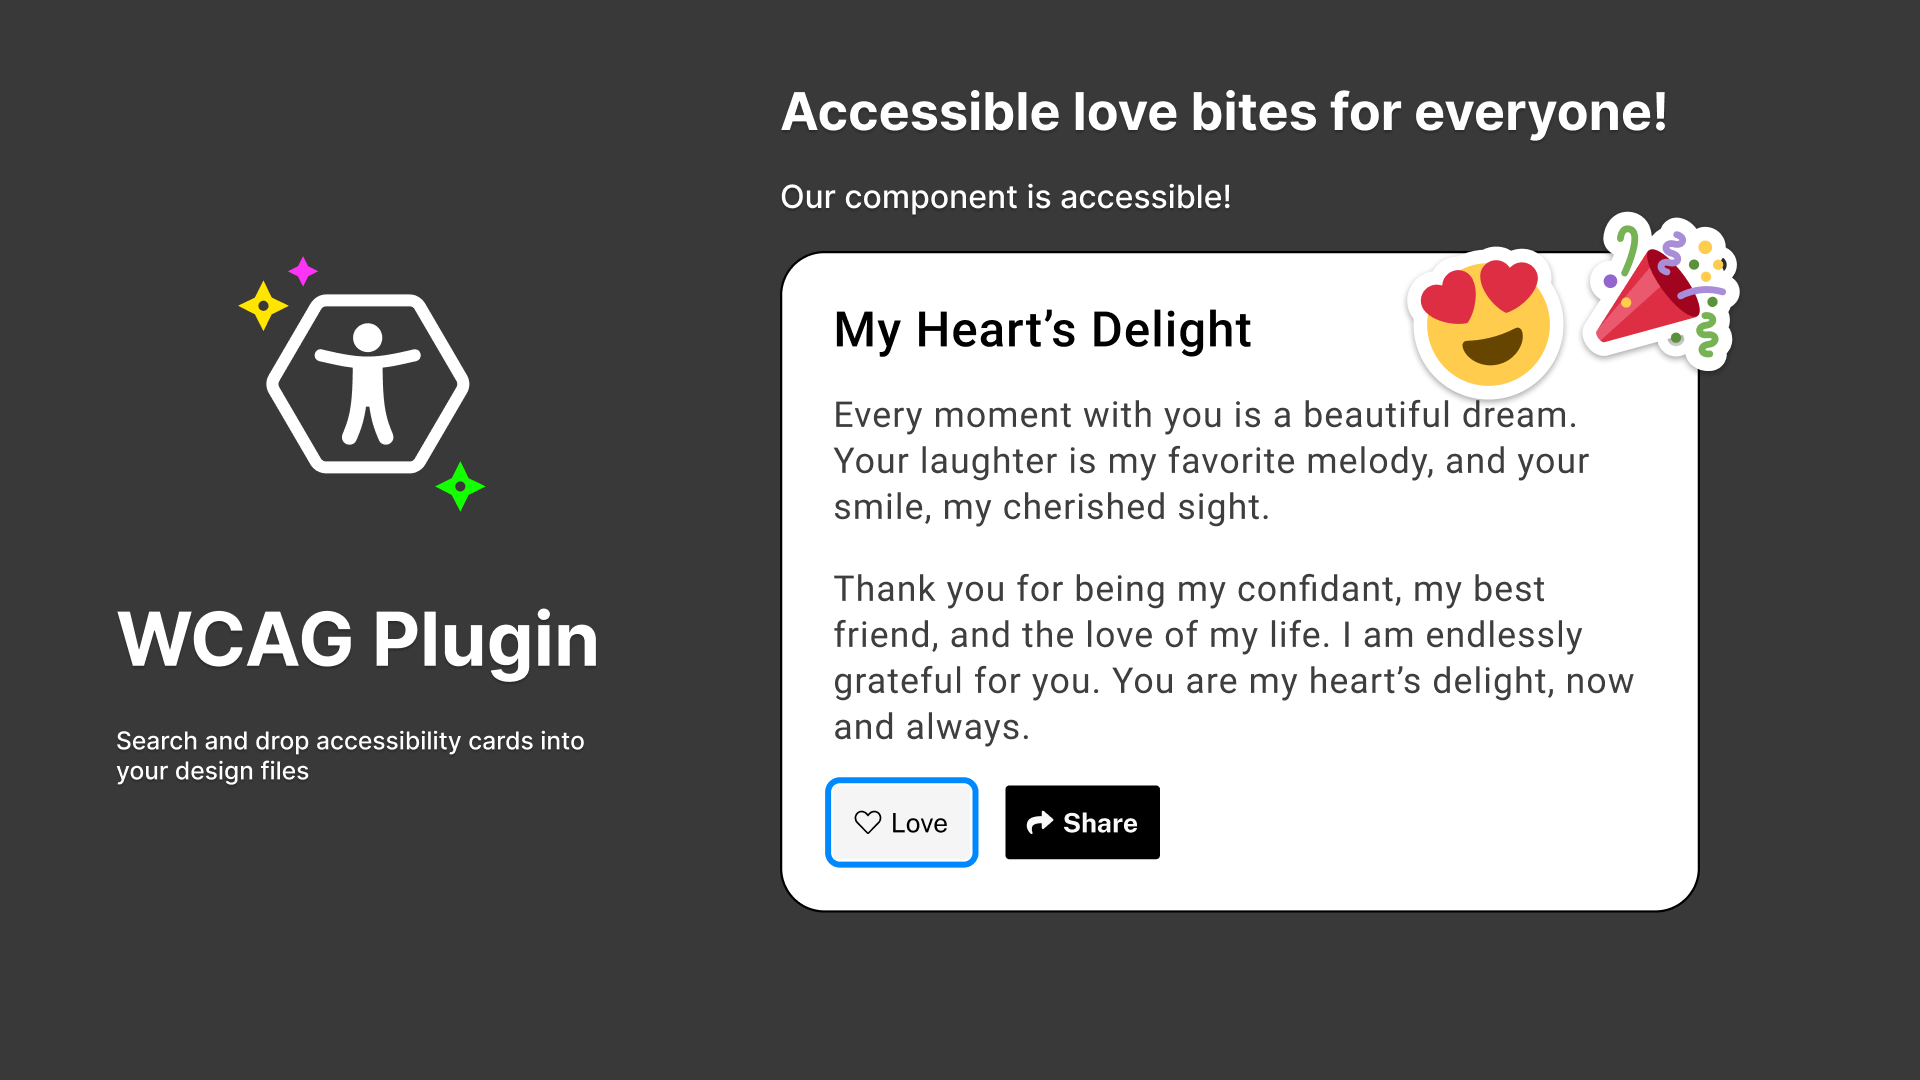 WCAG Plugin
Search and drop accessibility cards into
your design files
Accessible love bites for everyone!
Our component is accessible!
My Heart’s Delight
Every moment with you is a beautiful dream.
Your laughter is my favorite melody, and your
smile, my cherished sight.
Thank you for being my confidant, my best
friend, and the love of my life. I am endlessly
grateful for you. You are my heart’s delight, now
and always.
Love
Share